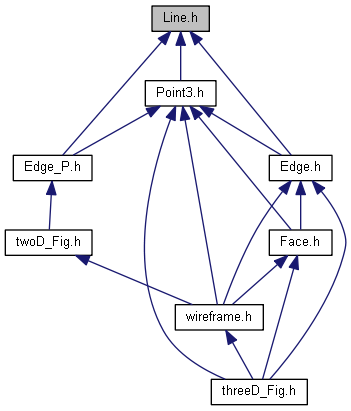 Line.h
Point3.h
Edge_P.h
Edge.h
twoD_Fig.h
Face.h
wireframe.h
threeD_Fig.h